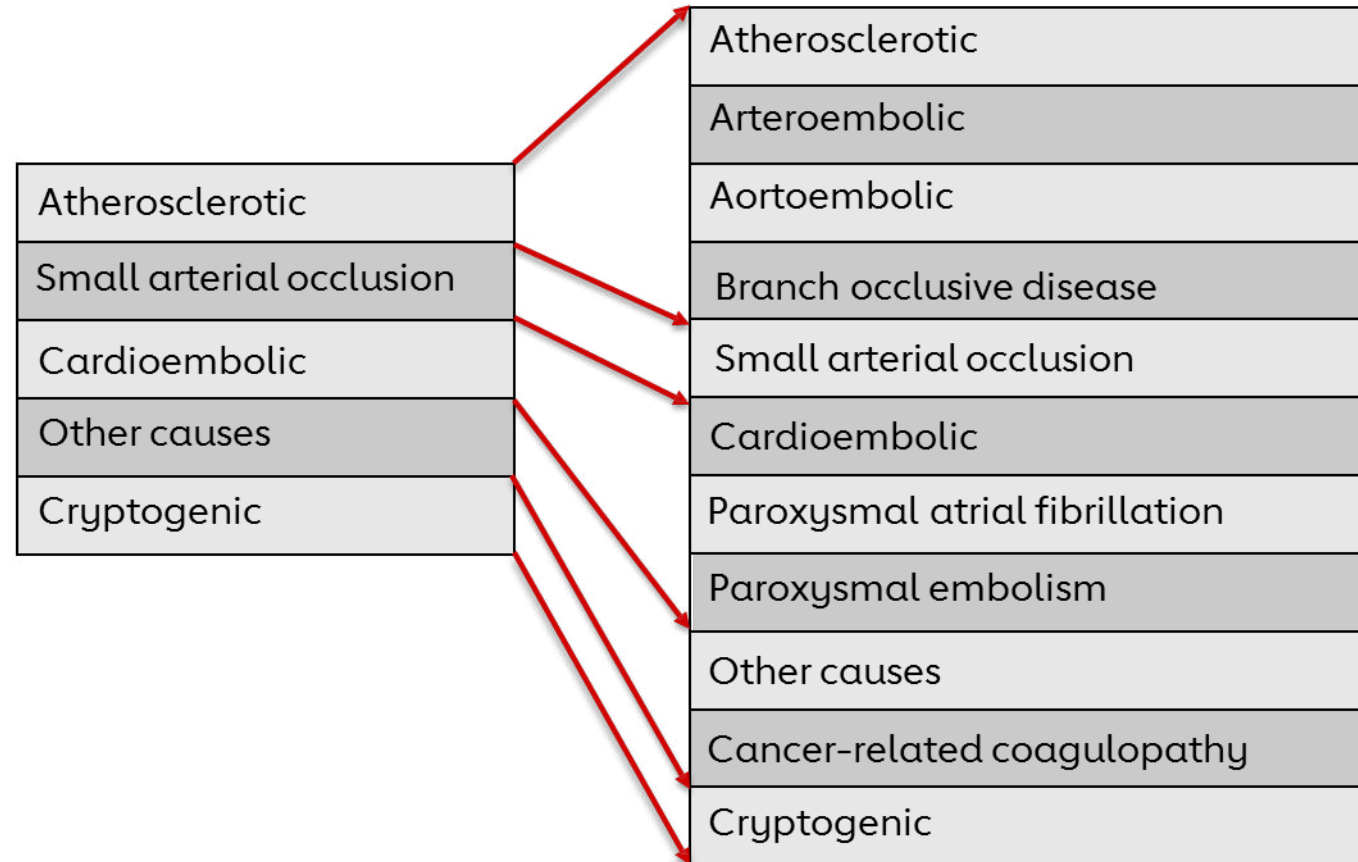 Atherosclerotic
Small arterial occlusion
Cardioembolic
Other causes
Cryptogenic
Atherosclerotic
Arteroembolic
Aortoembolic
Branch occlusive disease
Small arterial occlusion
Cardioembolic
Paroxysmal atrial fibrillation
Paroxysmal embolism
Other causes
Cancer-related coagulopathy
Cryptogenic